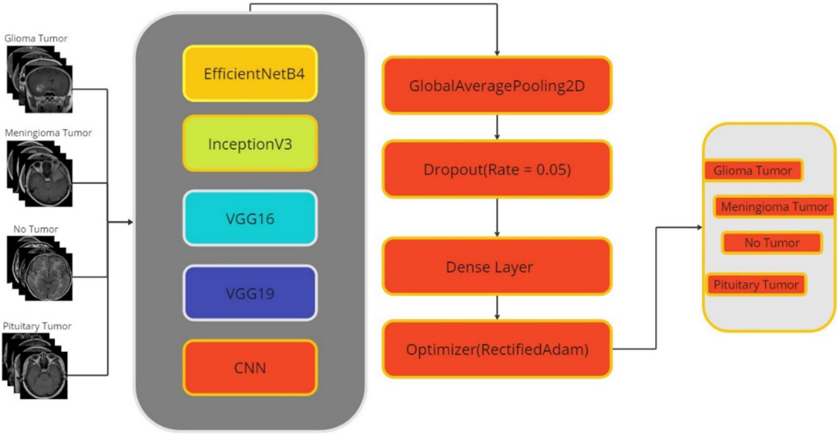 Glioma Tumor
Meningioma Tumor
No Tumor
Pituitary Tumor
EfficientNetB4
InceptionV3
VGG16
VGG19
CNN
GlobalAveragePooling2D
Dropout(Rate = 0.05)
Dense Layer
Optimizer(RectifiedAdam)
Glioma Tumor
Meningioma Tumor
No Tumor
Pituitary Tumor